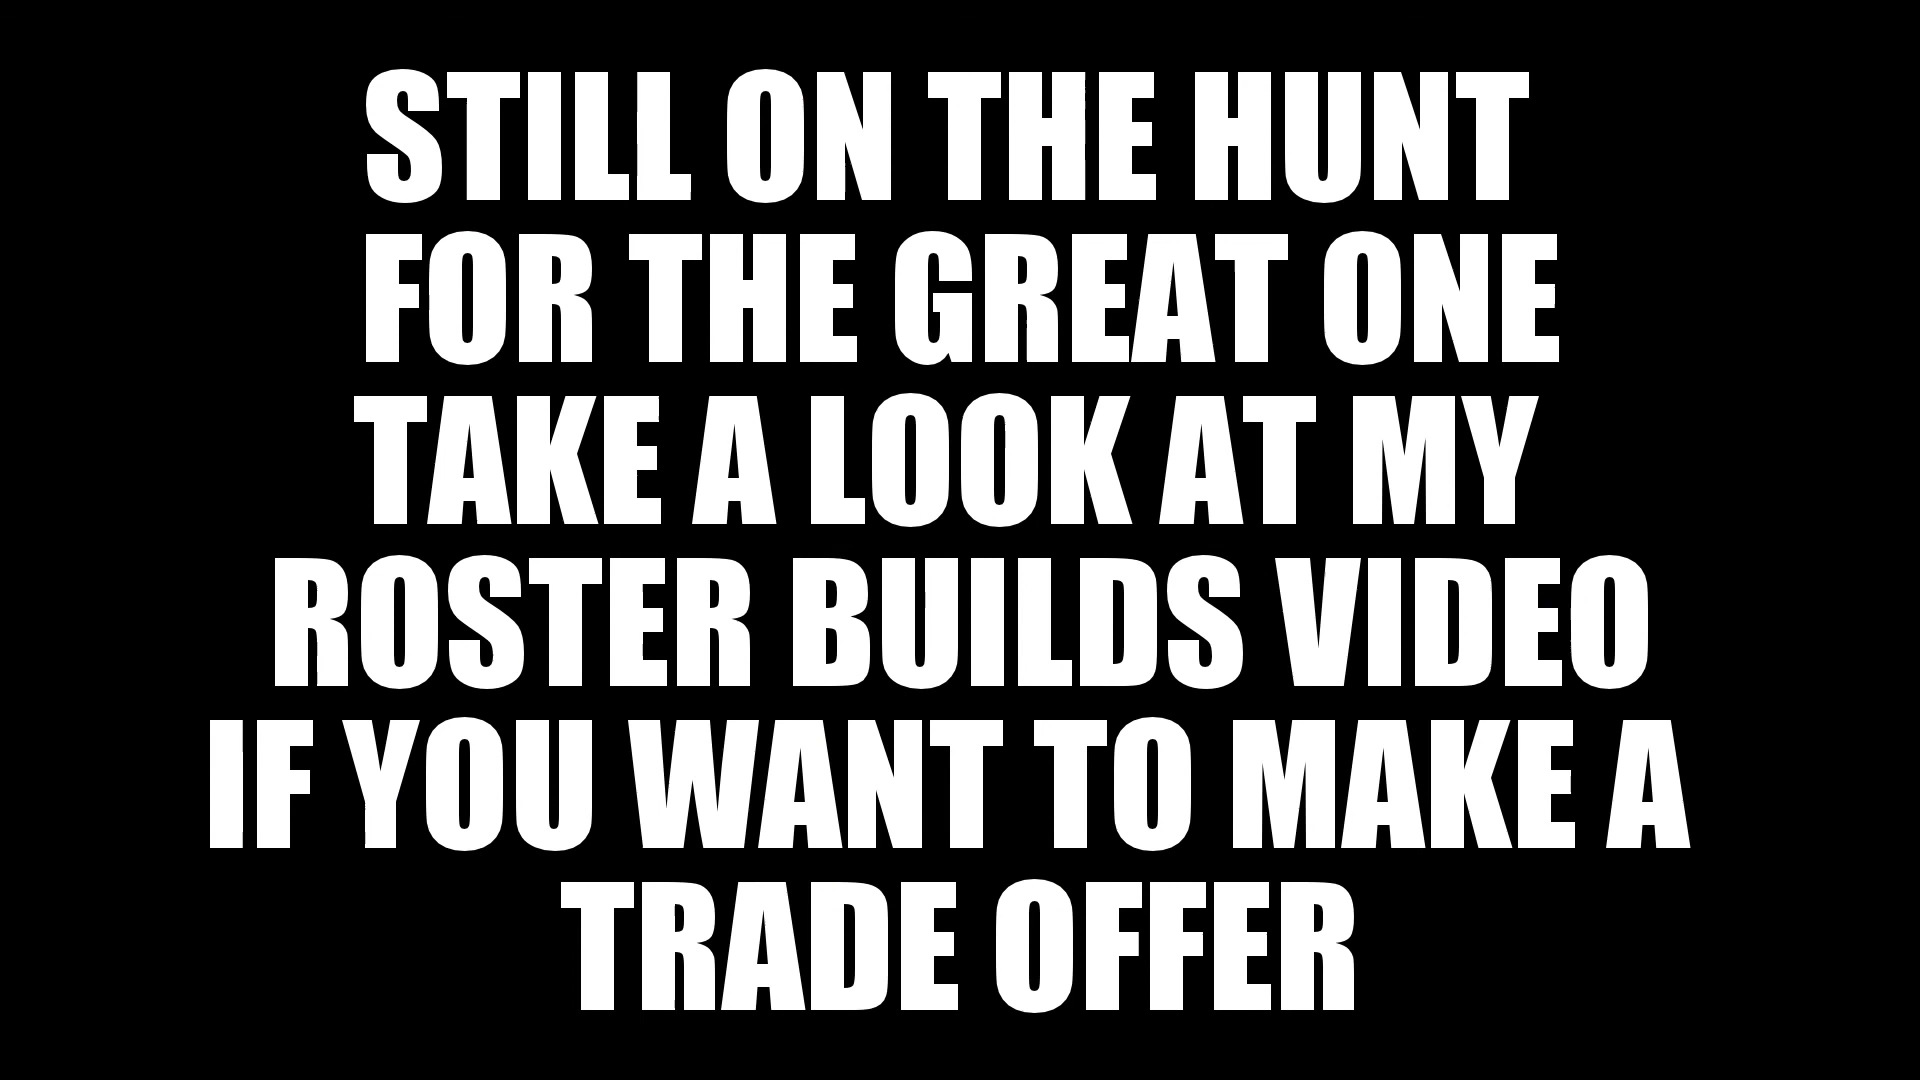 STILL ON THE HUNT
FOR THE GREAT ONE
TAKE A LOOK AT MY
ROSTER BUILDS VIDEO
IF YOU WANT TO MAKE A
TRADE OFFER